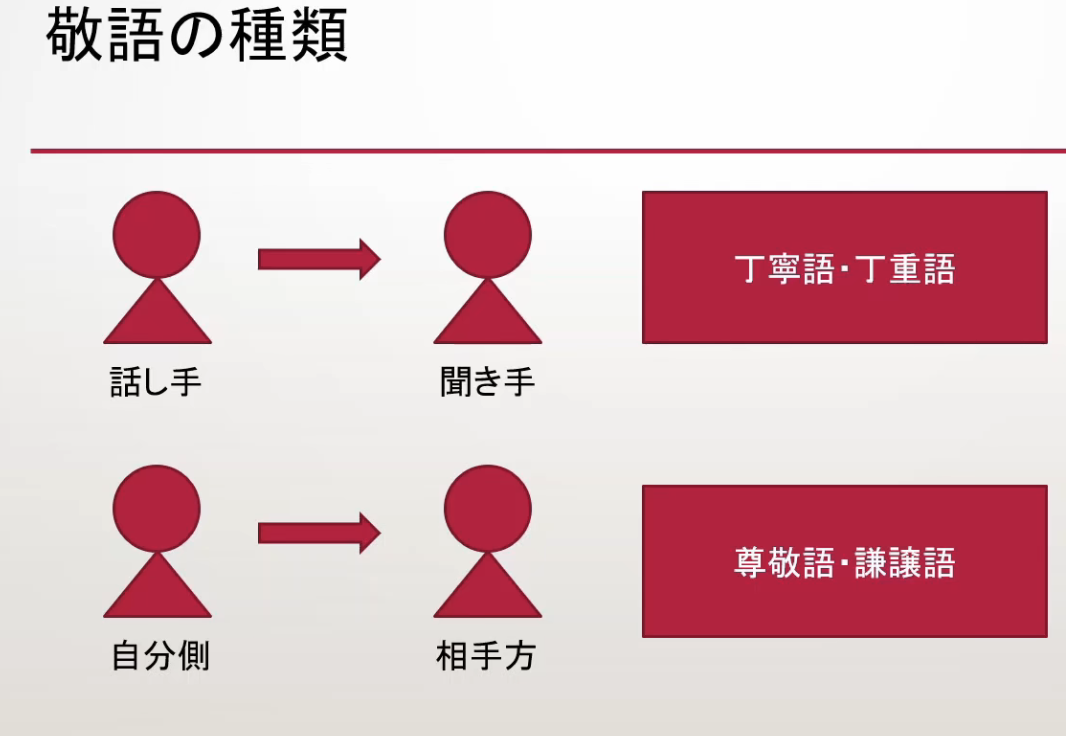 敬語の種類
丁寧語・丁重語
話し手
聞き手
尊敬語・謙譲語
自分側
相手方